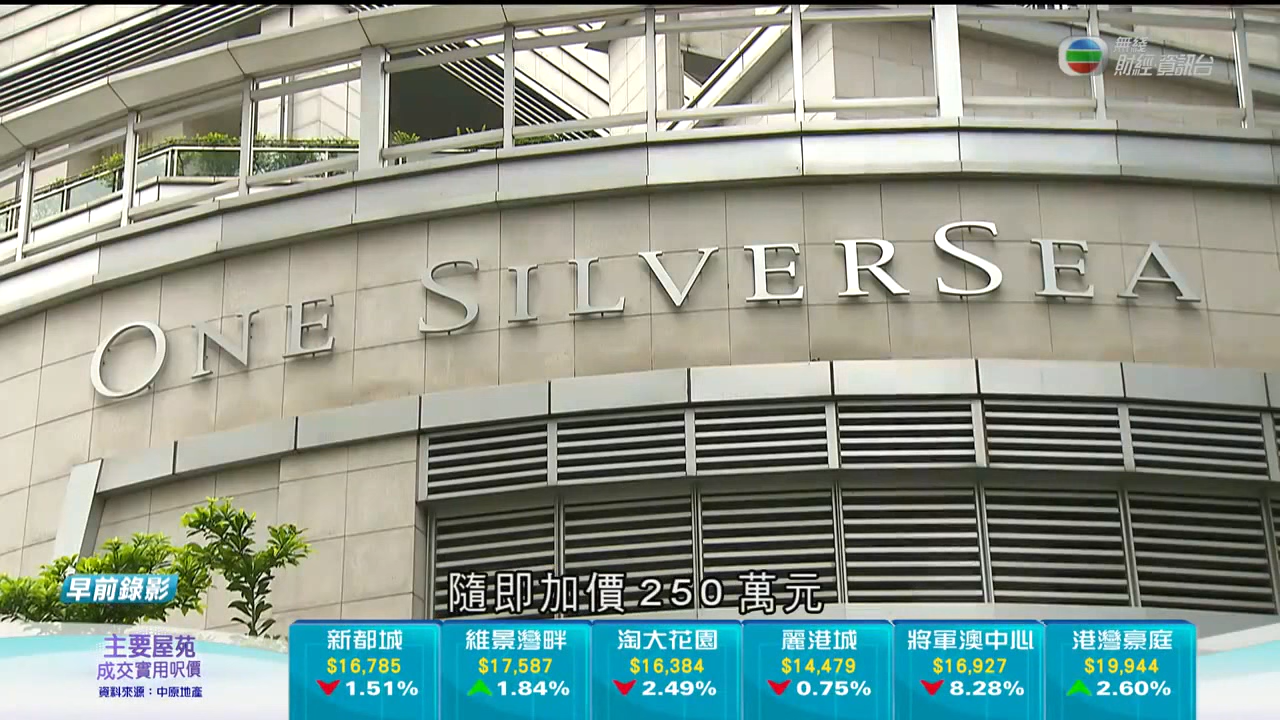 無綫
財經 資訊台
ONE SILVERSEA
早前錄影
隨即加價250萬元
主要屋苑
成交實用呎價
資料來源：中原地產
新都城
$16,785
1.51%
維景灣畔
$17,587
1.84%
淘大花園
$16,384
2.49%
麗港城
$14,479
0.75%
將軍澳中心
$16,927
8.28%
港灣豪庭
$19,944
2.60%